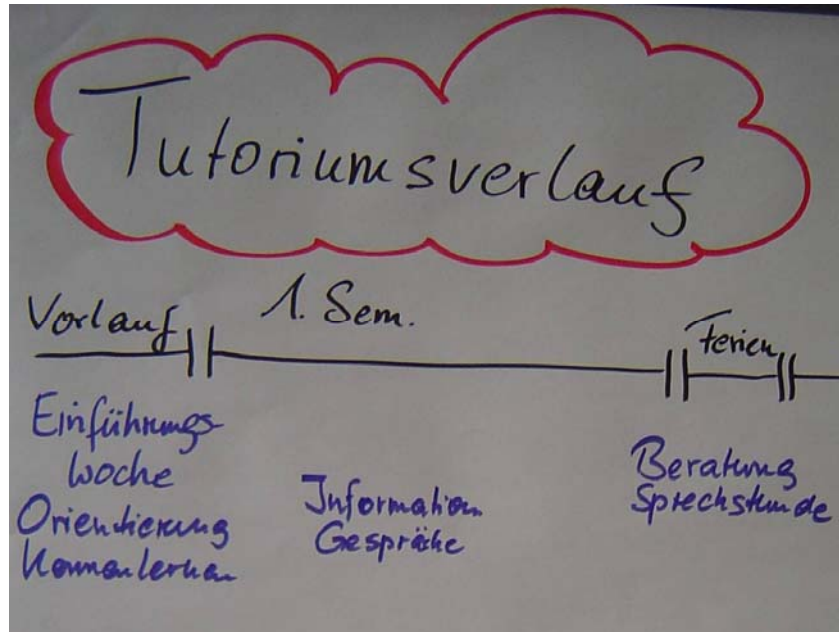 Tutoriumsverlauf
Vorlauf 1. Sem. Ferien
Einführungs-
woche
Orientierung
Kennenlernen
Information
Gespräche
Beratung
Sprechstunde